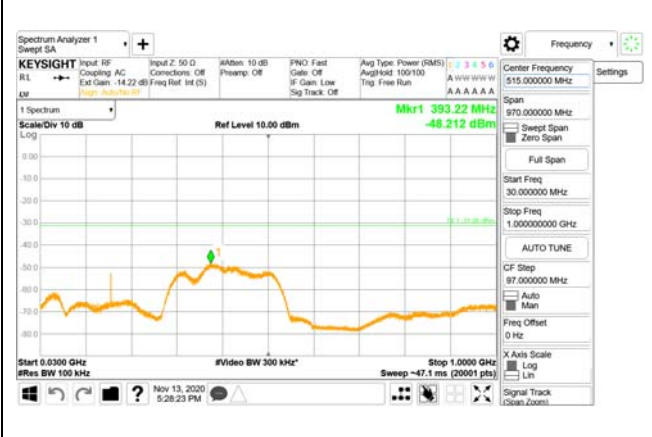 Spectrum Analyzer 1
Swept SA
Frequency
KEYSIGHT
RL
Input: RF
Coupling: AC
Ext Gain: -14.22 dB
Align: Auto/No RF
Input Z: 50 Ω
Corrections: Off
Freq Ref: Int (S)
#Atten: 10 dB
Preamp: Off
PNO: Fast
Gate: Off
IF Gain: Low
Sig Track: Off
Avg Type: Power (RMS)
Avg|Hold: 100/100
Trig: Free Run
1 2 3 4 5 6
A W W W W W
A A A A A A
1 Spectrum
Mkr1 393.22 MHz
Scale/Div 10 dB
Ref Level 10.00 dBm
-48.212 dBm
Log
0.00
-10.0
-20.0
-30.0
-40.0
-50.0
-60.0
-70.0
-80.0
1
Start 0.0300 GHz
#Video BW 300 kHz*
Stop 1.0000 GHz
#Res BW 100 kHz
Sweep ~47.1 ms (20001 pts)
Nov 13, 2020
5:28:23 PM
Center Frequency
515.000000 MHz
Settings
Span
970.000000 MHz
Swept Span
Zero Span
Full Span
Start Freq
30.000000 MHz
Stop Freq
1.000000000 GHz
AUTO TUNE
CF Step
97.000000 MHz
Auto
Man
Freq Offset
0 Hz
X Axis Scale
Log
Lin
Signal Track
(Span Zoom)